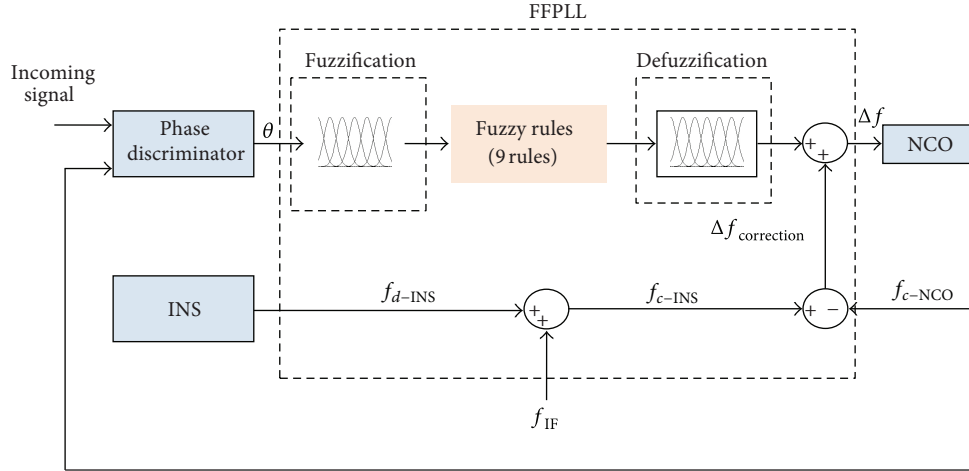 FFPLL
Fuzzification
Defuzzification
Incoming
signal
Phase
discriminator
θ
Fuzzy rules
(9 rules)
+
+
Δf
NCO
Δf correction
INS
f d–INS
+
+
f c–INS
+ −
f c–NCO
f IF